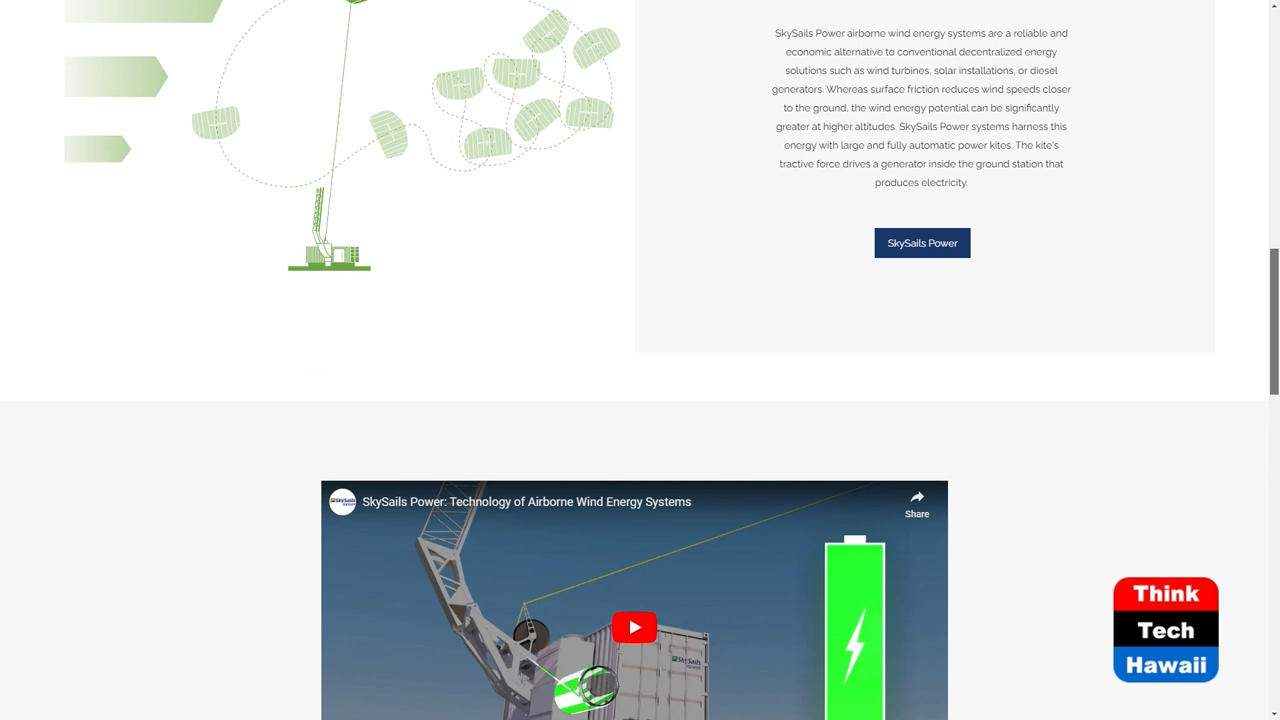 SkySails Power airborne wind energy systems are a reliable and
economic alternative to conventional decentralized energy
solutions such as wind turbines, solar installations, or diesel
generators. Whereas surface friction reduces wind speeds closer
to the ground, the wind energy potential can be significantly
greater at higher altitudes. SkySails Power systems harness this
energy with large and fully automatic power kites. The kite's
tractive force drives a generator inside the ground station that
produces electricity.
SkySails Power
SkySails Power: Technology of Airborne Wind Energy Systems
Share
SkySails
Think
Tech
Hawaii